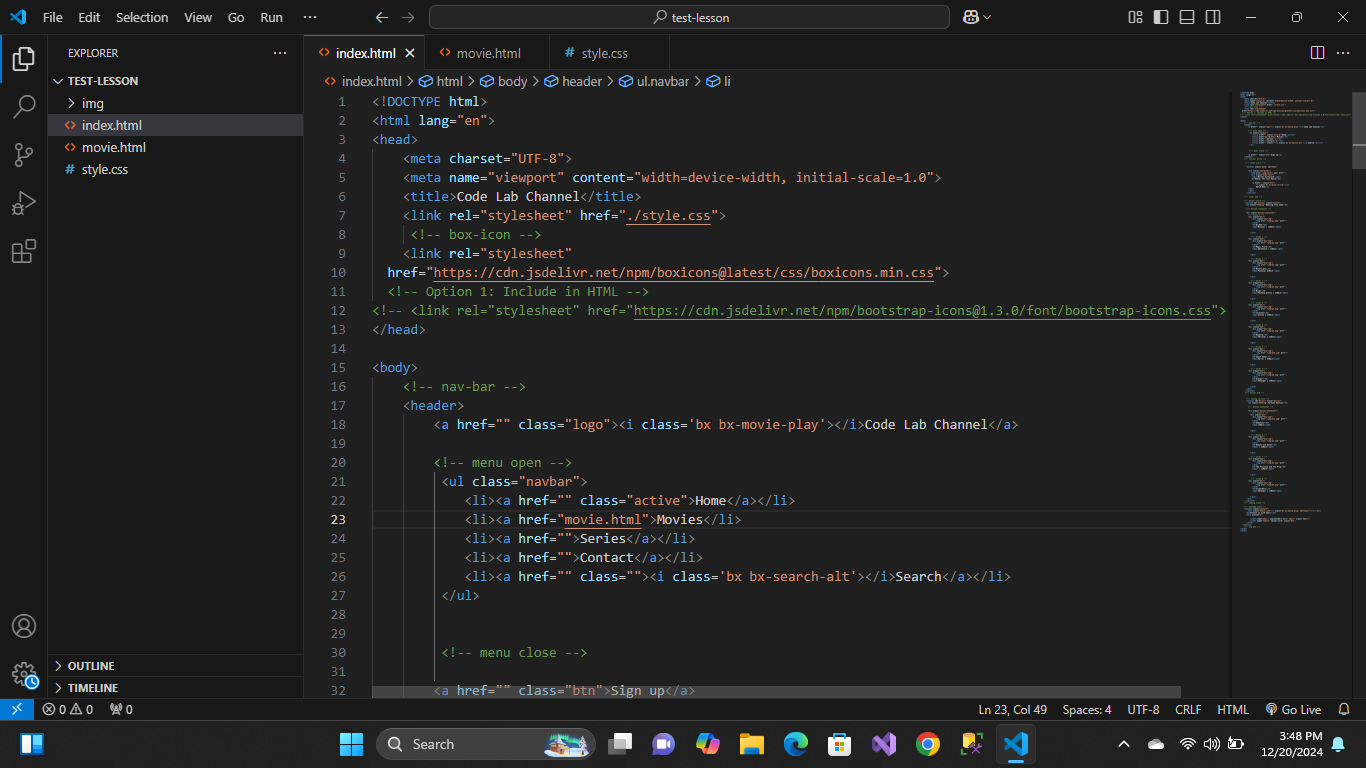 File Edit Selection View Go Run ···
test-lesson
EXPLORER ···
TEST-LESSON
img
index.html
movie.html
style.css
OUTLINE
TIMELINE
index.html
movie.html
style.css
index.html > html > body > header > ul.navbar > li
1 <!DOCTYPE html>
2 <html lang="en">
3 <head>
4 <meta charset="UTF-8">
5 <meta name="viewport" content="width=device-width, initial-scale=1.0">
6 <title>Code Lab Channel</title>
7 <link rel="stylesheet" href="./style.css">
8 <!-- box-icon -->
9 <link rel="stylesheet"
10 href="https://cdn.jsdelivr.net/npm/boxicons@latest/css/boxicons.min.css">
11 <!-- Option 1: Include in HTML -->
12 <!-- <link rel="stylesheet" href="https://cdn.jsdelivr.net/npm/bootstrap-icons@1.3.0/font/bootstrap-icons.css">
13 </head>
14
15 <body>
16 <!-- nav-bar -->
17 <header>
18 <a href="" class="logo"><i class='bx bx-movie-play'></i>Code Lab Channel</a>
19
20 <!-- menu open -->
21 <ul class="navbar">
22 <li><a href="" class="active">Home</a></li>
23 <li><a href="movie.html">Movies</li>
24 <li><a href="">Series</a></li>
25 <li><a href="">Contact</a></li>
26 <li><a href="" class=""><i class='bx bx-search-alt'></i>Search</a></li>
27 </ul>
28
29
30 <!-- menu close -->
31
32 <a href="" class="btn">Sign up</a>
0 0 0 Ln 23, Col 49 Spaces: 4 UTF-8 CRLF HTML Go Live
Search
3:48 PM
12/20/2024